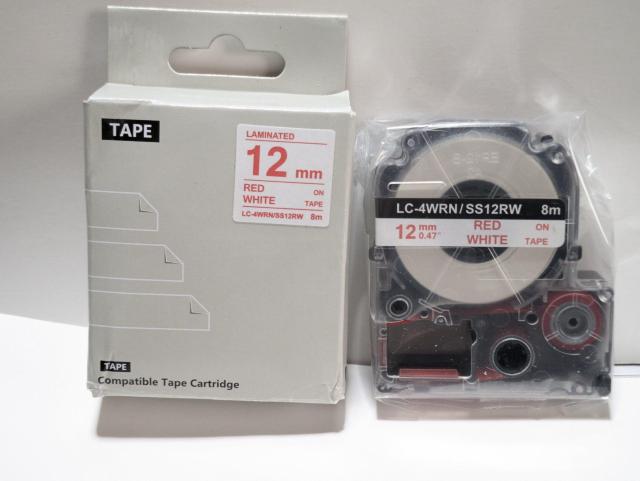 TAPE
LAMINATED
12 mm
RED ON
WHITE TAPE
LC-4WRN/SS12RW 8m
TAPE
Compatible Tape Cartridge
LC-4WRN/SS12RW 8m
12 mm 0.47" RED ON
WHITE TAPE